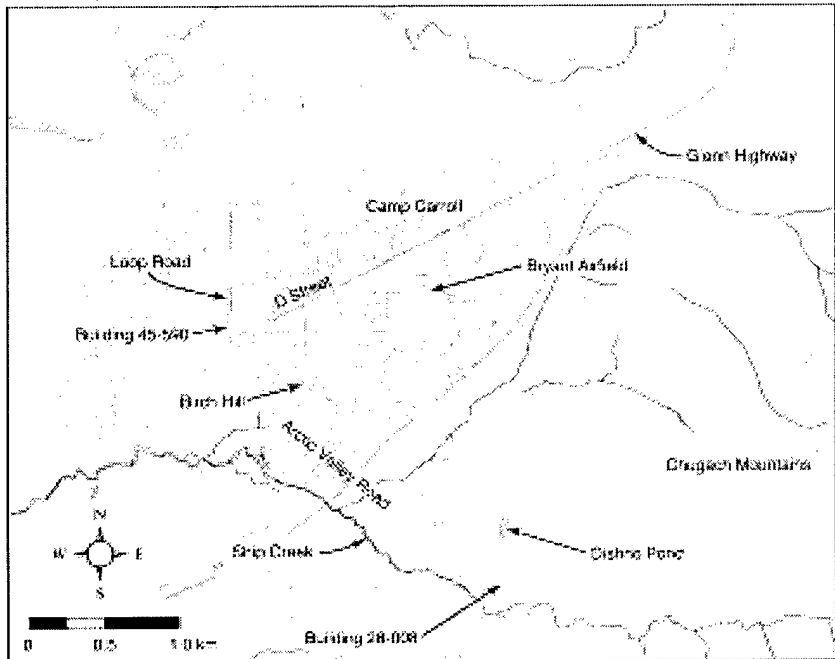 Glenn Highway
Camp Carroll
Loop Road
Bryant Airfield
D Street
Building 45-590
Birch Hill
Arctic Valley Road
Chugach Mountains
N
W E
S
Ship Creek
Pond
Building 28-008
0 0.5 1.0 km